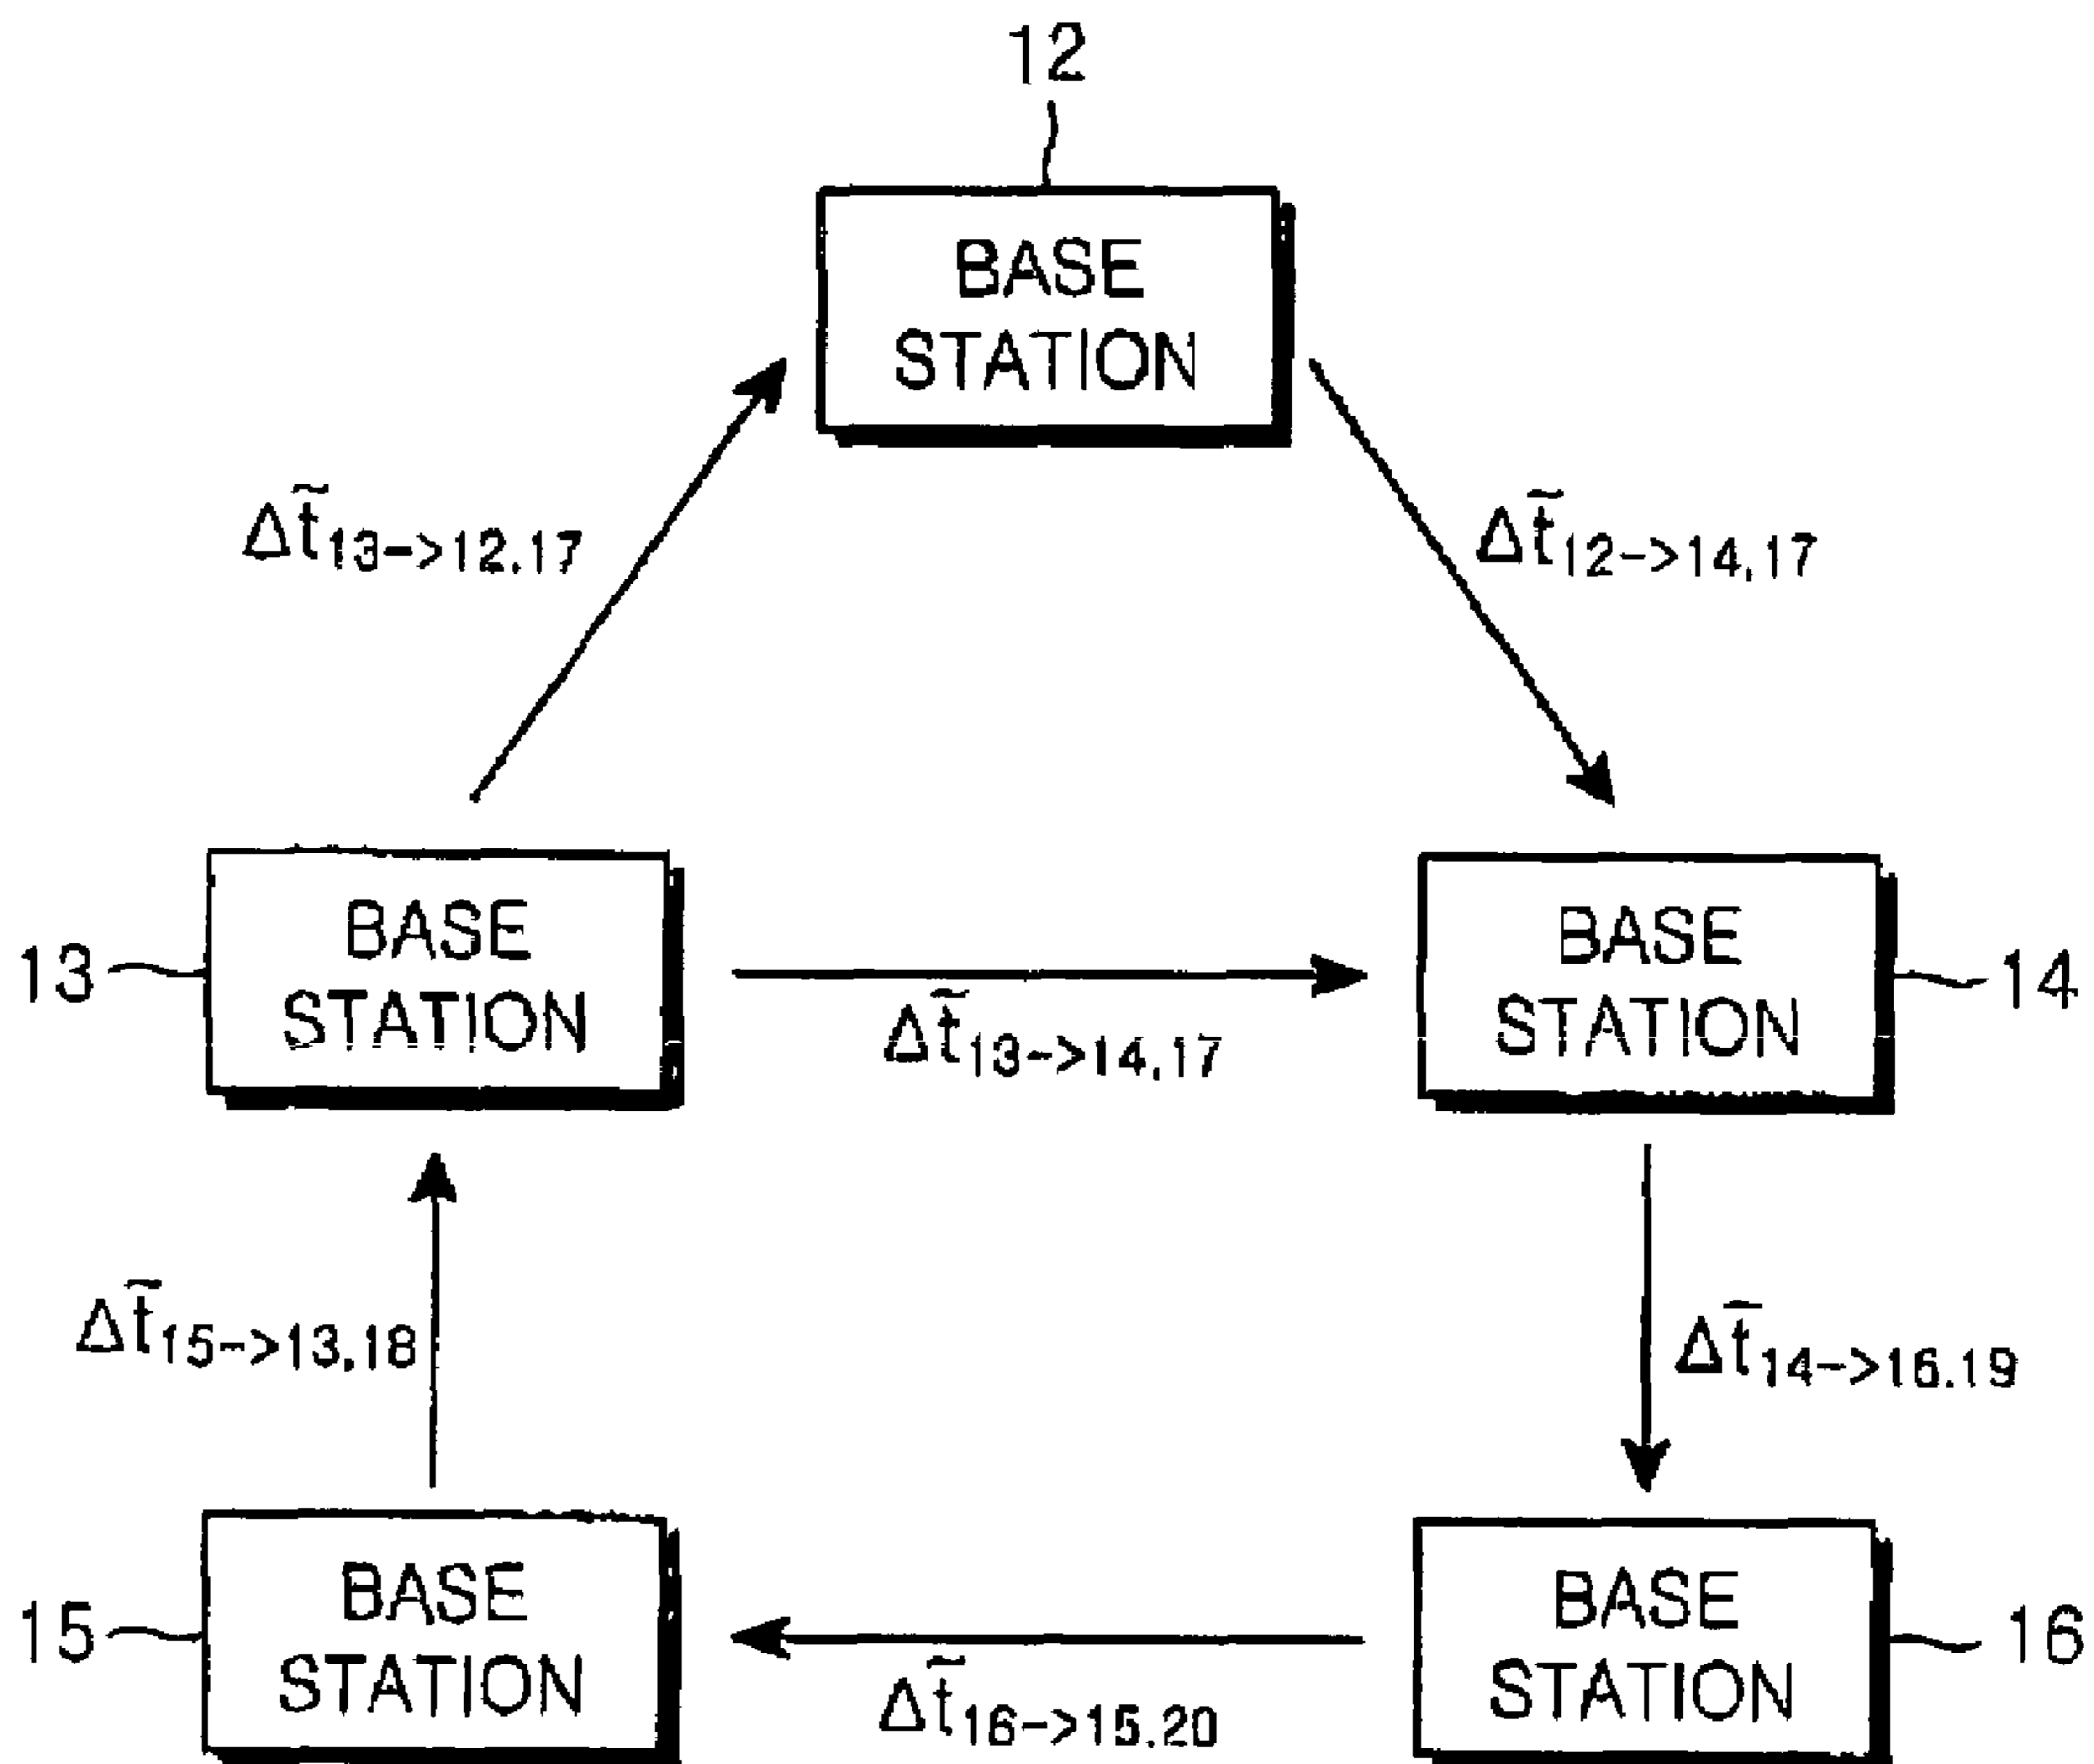 12
BASE
STATION
Δt̃13->12,17
Δt̃12->14,17
13
BASE
STATION
BASE
STATION
14
Δt̃13->14,17
Δt̃15->13,18
Δt̃14->16,19
15
BASE
STATION
BASE
STATION
16
Δt̃16->15,20